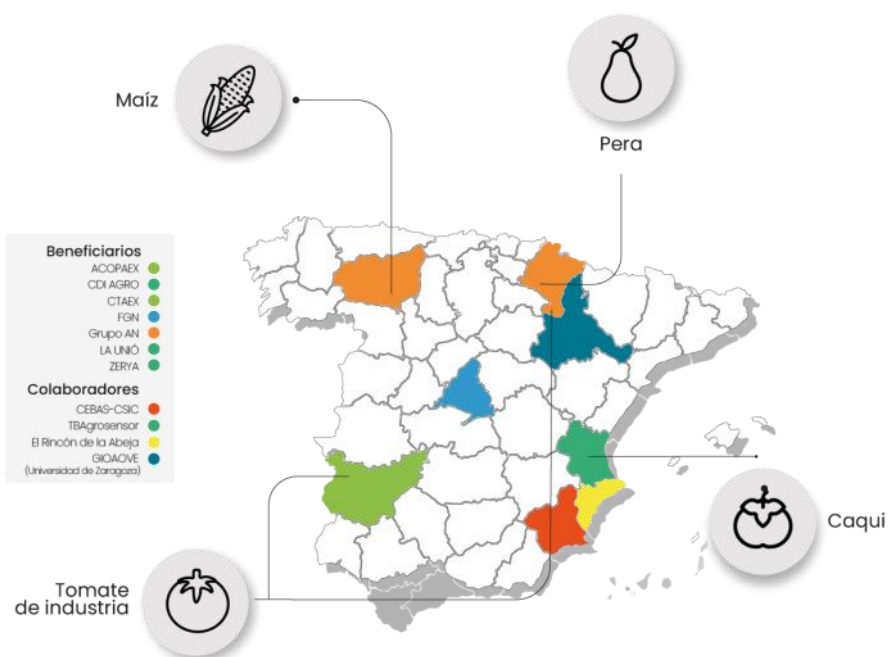 Maíz
Pera
Beneficiarios
ACOPAEX
CDI AGRO
CTAEX
FGN
Grupo AN
LA UNIÓ
ZERYA
Colaboradores
CEBAS-CSIC
TBAgrosensor
El Rincón de la Abeja
GIOAOVE
(Universidad de Zaragoza)
Caqui
Tomate
de industria